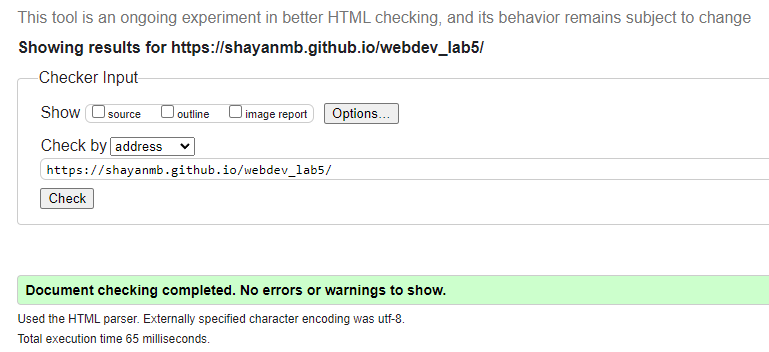 This tool is an ongoing experiment in better HTML checking, and its behavior remains subject to change
Showing results for https://shayanmb.github.io/webdev_lab5/
Checker Input
Show source outline image report Options...
Check by address
https://shayanmb.github.io/webdev_lab5/
Check
Document checking completed. No errors or warnings to show.
Used the HTML parser. Externally specified character encoding was utf-8.
Total execution time 65 milliseconds.